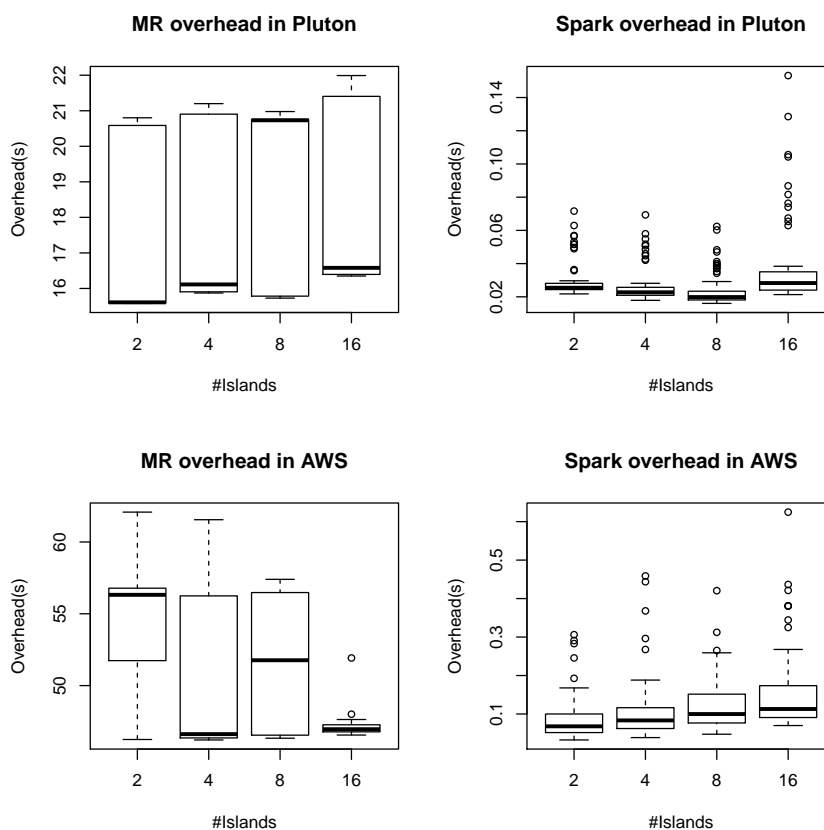 MR overhead in Pluton
Overhead(s)
22
21
20
19
18
17
16
2 4 8 16
#Islands
Spark overhead in Pluton
Overhead(s)
0.14
0.10
0.06
0.02
2 4 8 16
#Islands
MR overhead in AWS
Overhead(s)
60
55
50
2 4 8 16
#Islands
Spark overhead in AWS
Overhead(s)
0.5
0.3
0.1
2 4 8 16
#Islands